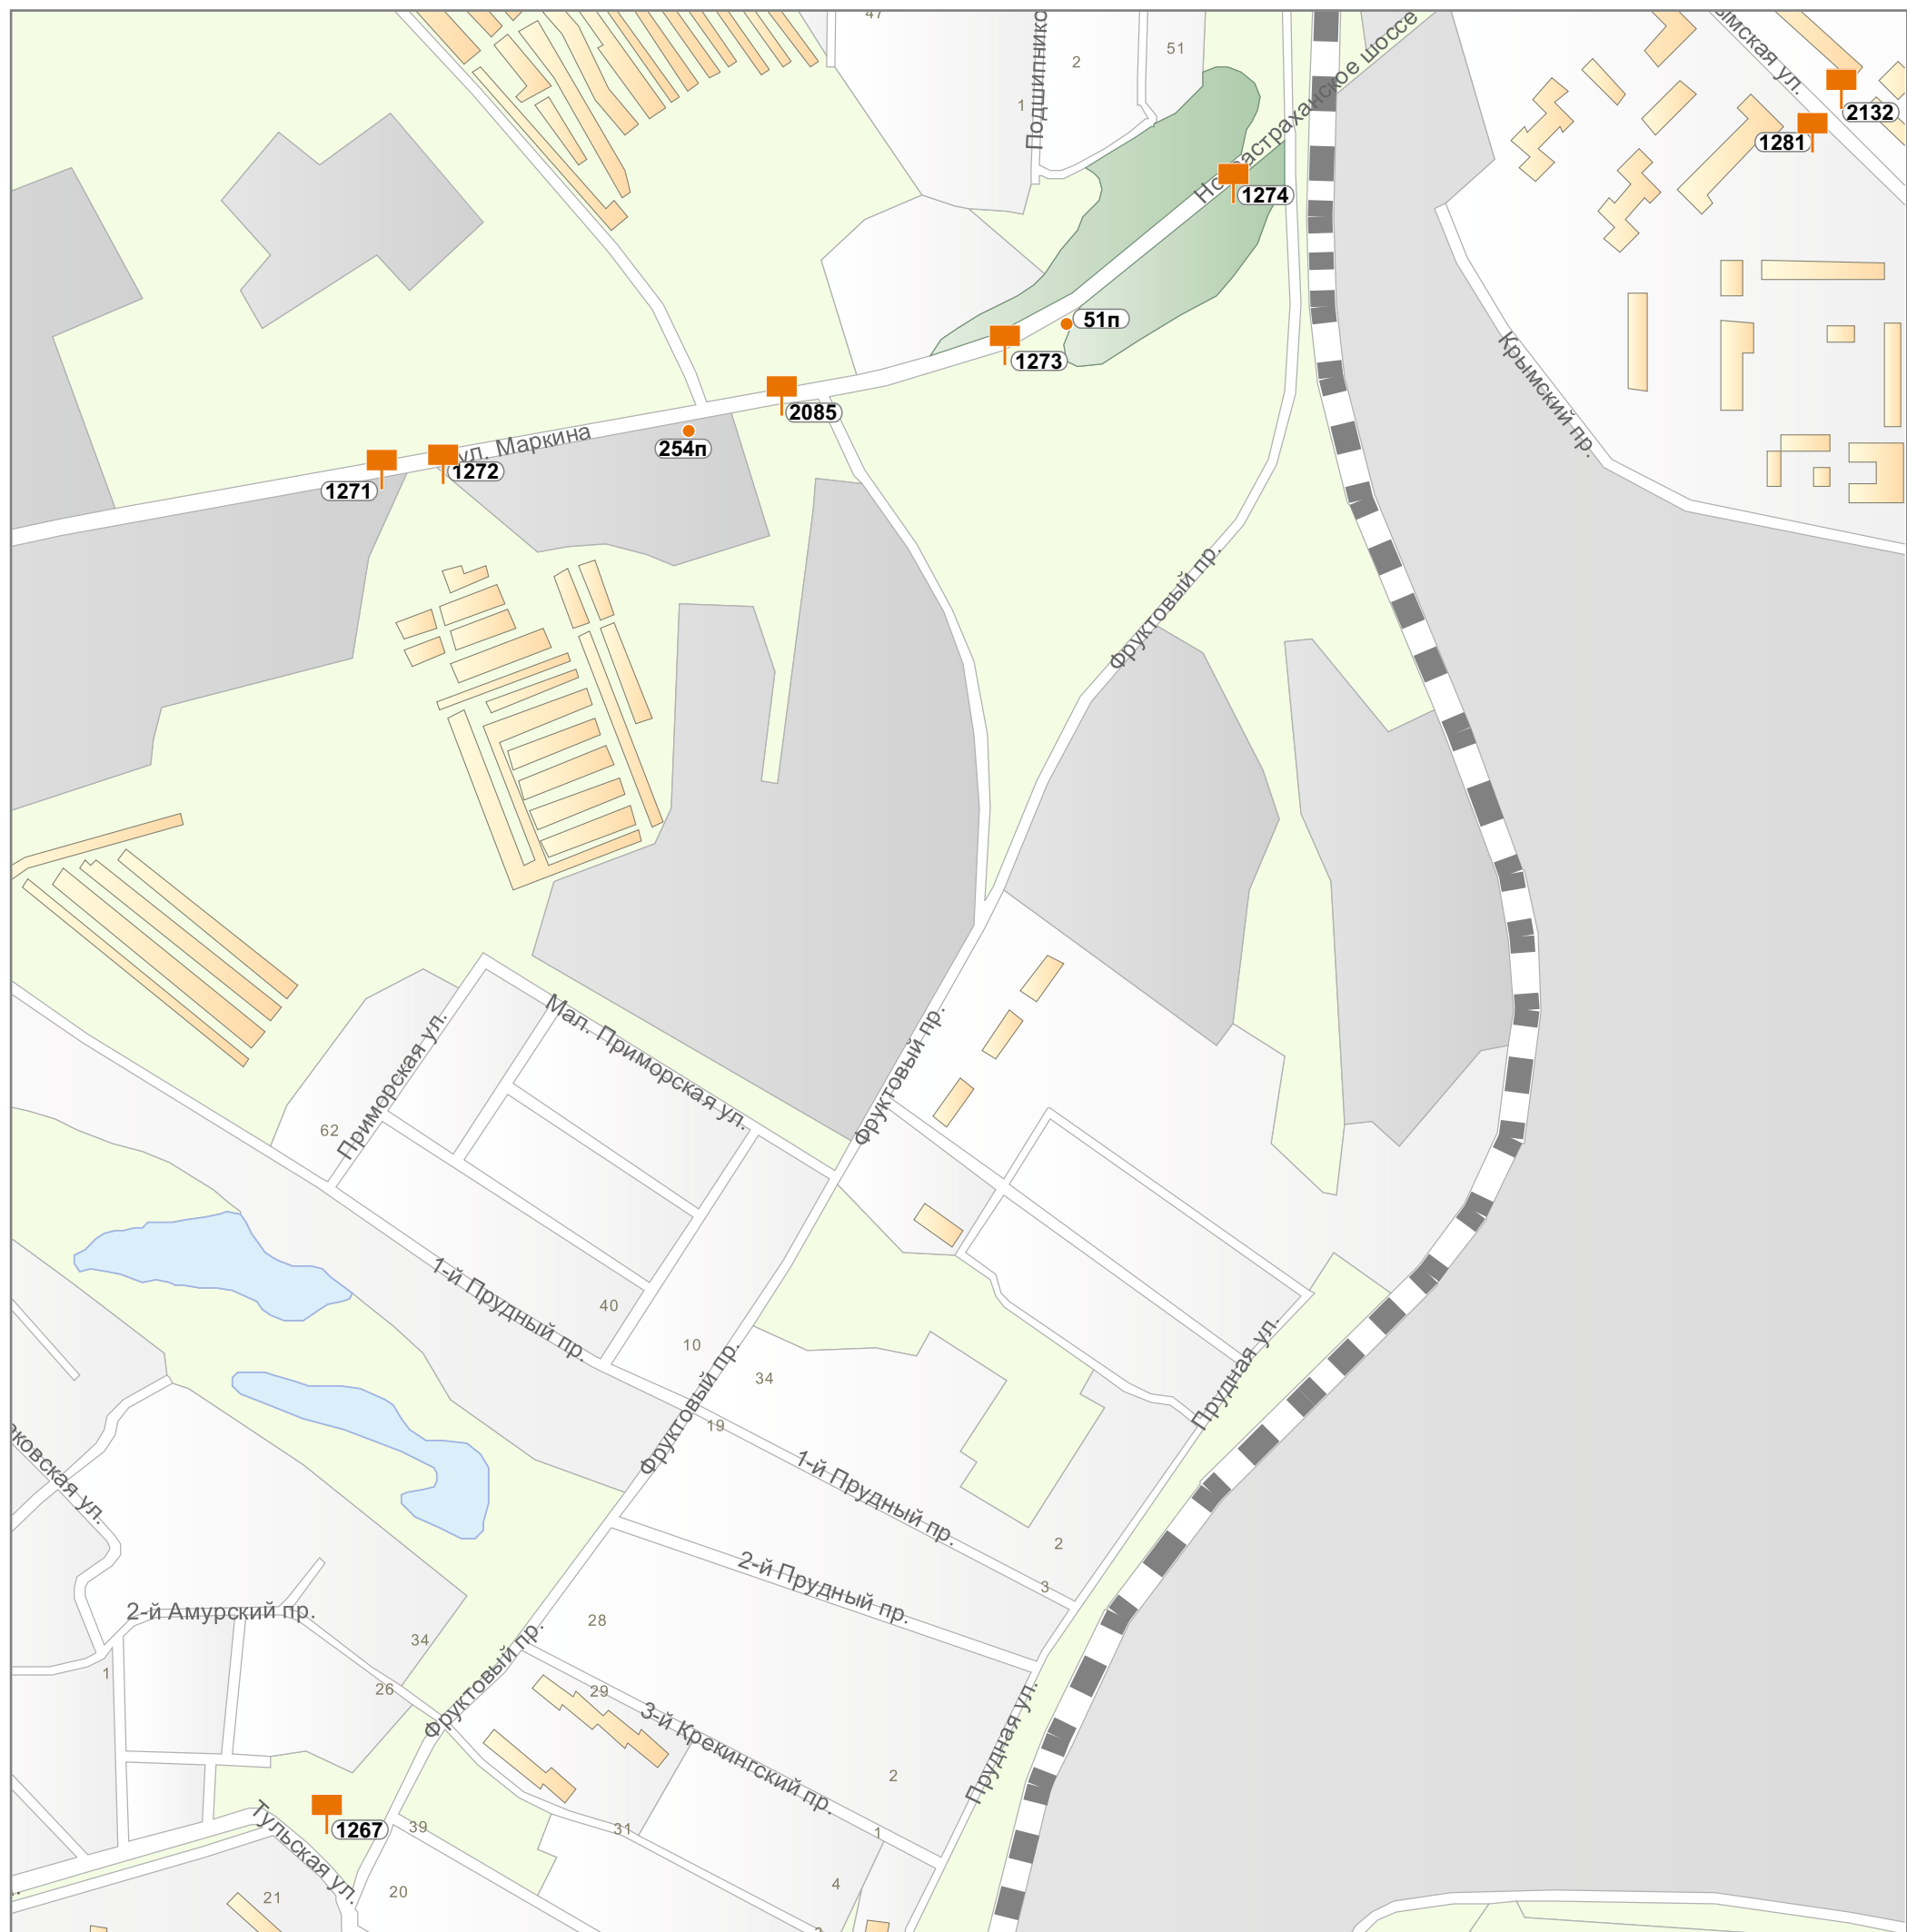 47
2
51
1
2132
1281
Новоастраханское шоссе
1274
51п
1273
2085
ул. Маркина
254п
1272
1271
Крымский пр.
Фруктовый пр.
Мал. Приморская ул.
Приморская ул.
62
Фруктовый пр.
1-й Прудный пр.
40
10
34
19
Фруктовый пр.
Прудная ул.
1-й Прудный пр.
2
3
2-й Прудный пр.
2-й Амурский пр.
34
28
1
26
29
Фруктовый пр.
3-й Крекингский пр.
Прудная ул.
2
1267
39
31
1
Тульская ул.
4
21
20